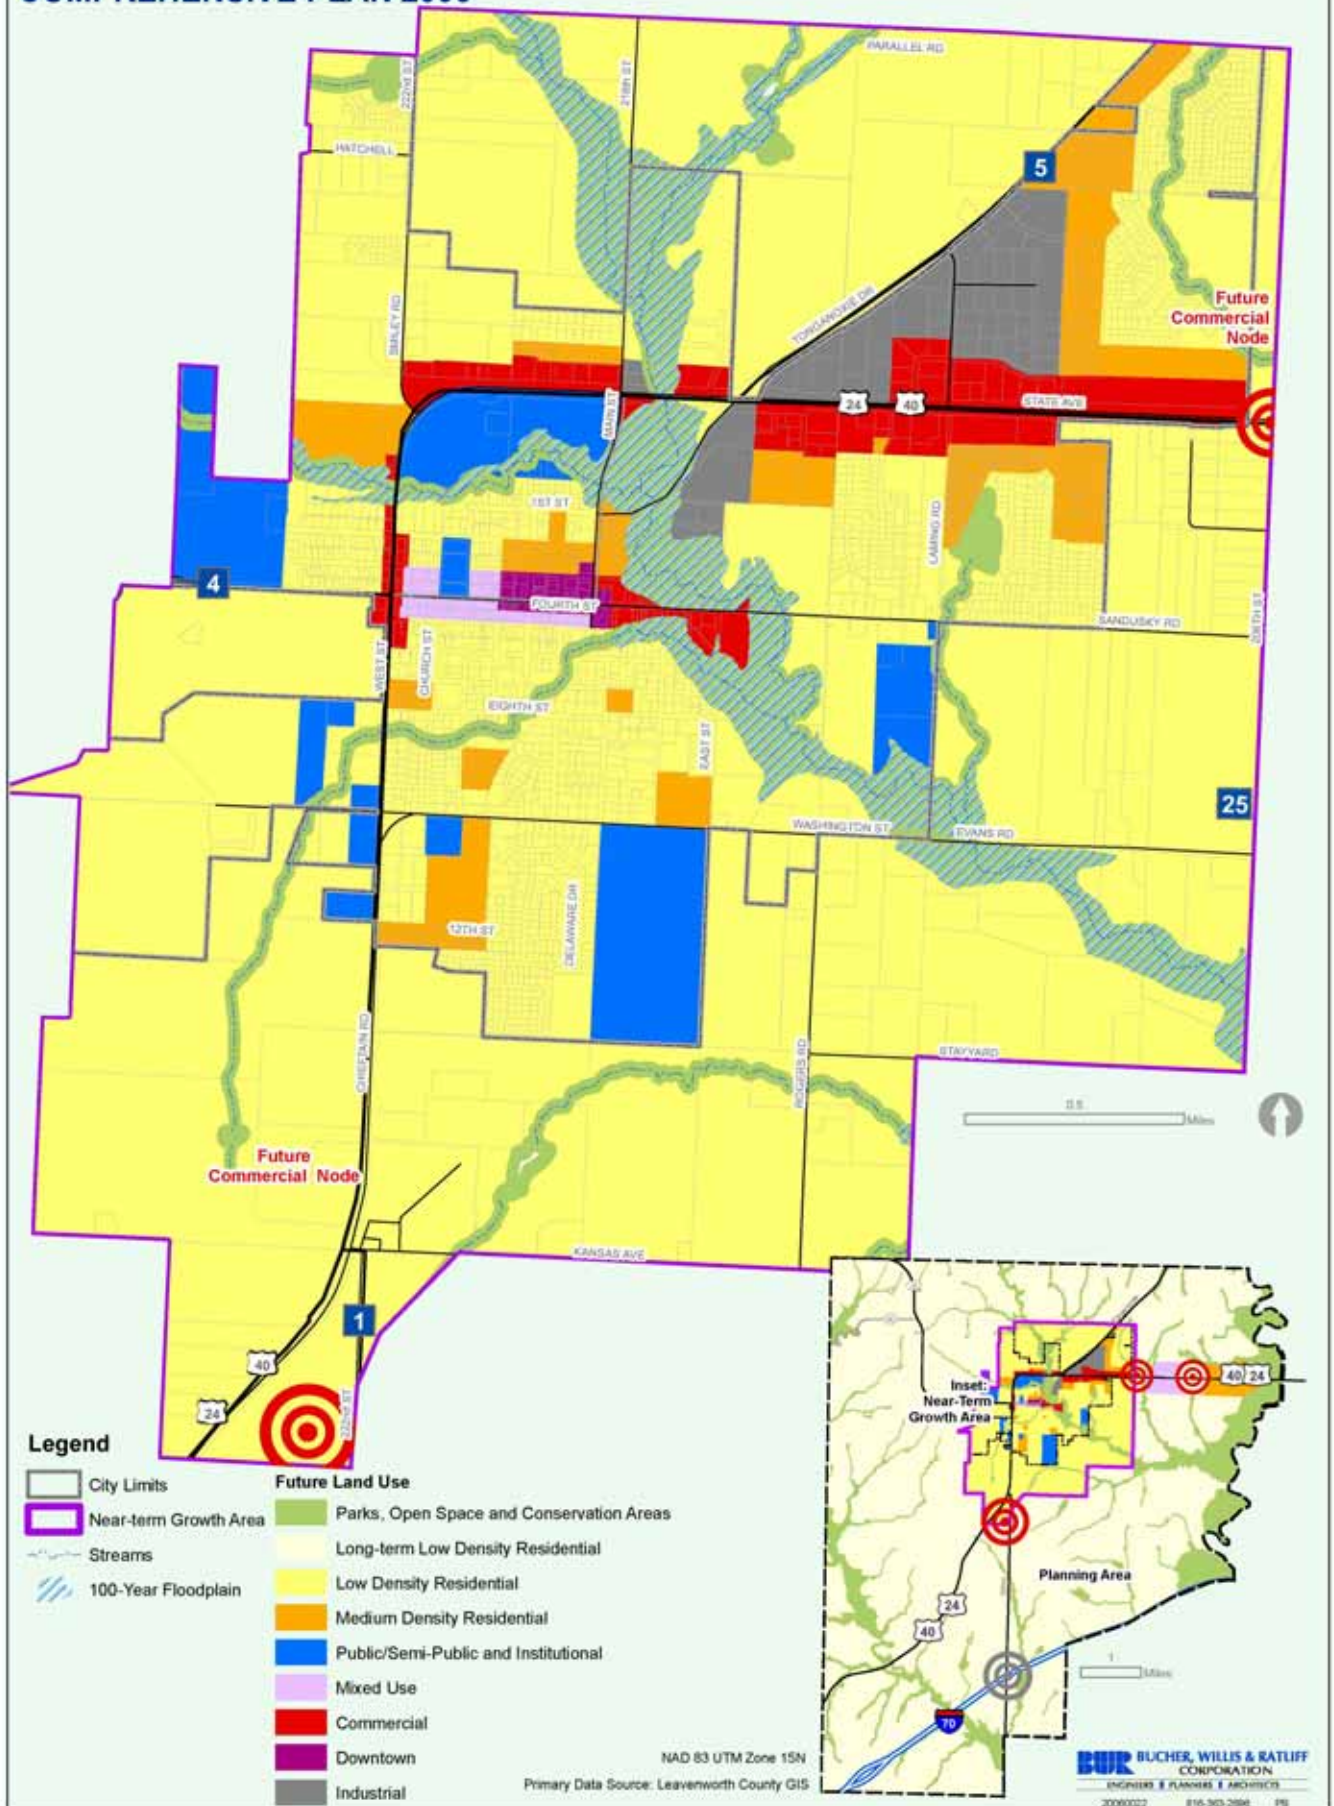 PARALLEL RD
222nd ST
218th ST
HATCHELL
5
SMILEY RD
TONGANOXIE DR
Future
Commercial
Node
24
40
STATE AVE
MAIN ST
1ST ST
LAMING RD
4
FOURTH ST
SANDUSKY RD
206TH ST
WEST ST
CHURCH ST
EIGHTH ST
EAST ST
25
WASHINGTON ST
EVANS RD
12TH ST
DELAWARE DR
CHIEFTAIN RD
ROGERS RD
STAYYARD
0.5
Miles
Future
Commercial Node
KANSAS AVE
1
40
24
222nd ST
Inset:
Near-Term
Growth Area
40 24
Planning Area
24
40
1
Miles
70
Legend
City Limits
Near-term Growth Area
Streams
100-Year Floodplain
Future Land Use
Parks, Open Space and Conservation Areas
Long-term Low Density Residential
Low Density Residential
Medium Density Residential
Public/Semi-Public and Institutional
Mixed Use
Commercial
Downtown
Industrial
NAD 83 UTM Zone 15N
Primary Data Source: Leavenworth County GIS
BWR BUCHER, WILLIS & RATLIFF
CORPORATION
ENGINEERS PLANNERS ARCHITECTS